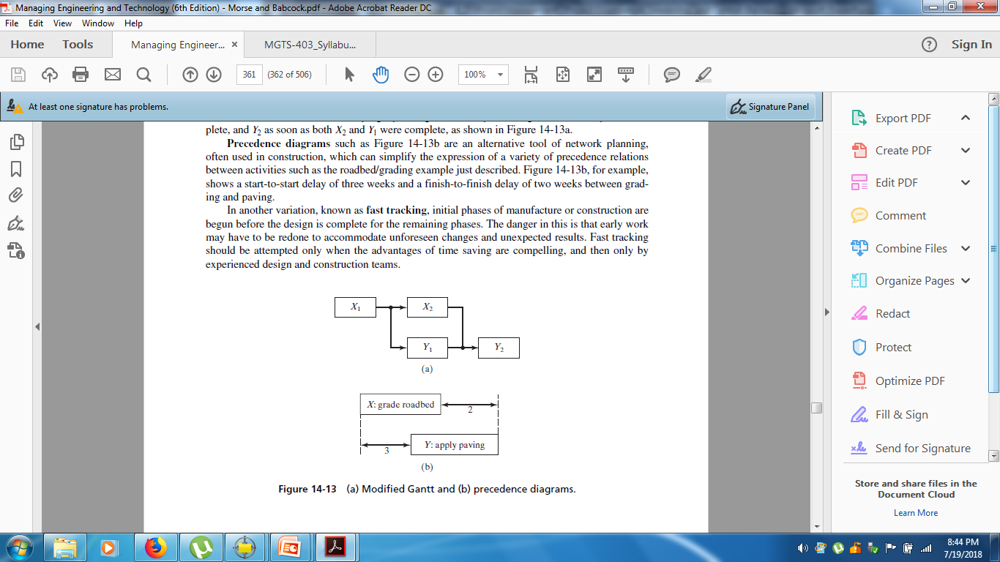 Managing Engineering and Technology (6th Edition) - Morse and Babcock.pdf - Adobe Acrobat Reader DC
File Edit View Window Help
Home Tools Managing Engineer... × MGTS-403_Syllabu... ? Sign In
361 (362 of 506) 100%
At least one signature has problems. Signature Panel
plete, and Y2 as soon as both X2 and Y1 were complete, as shown in Figure 14-13a.
Precedence diagrams such as Figure 14-13b are an alternative tool of network planning,
often used in construction, which can simplify the expression of a variety of precedence relations
between activities such as the roadbed/grading example just described. Figure 14-13b, for example,
shows a start-to-start delay of three weeks and a finish-to-finish delay of two weeks between grad-
ing and paving.
In another variation, known as fast tracking, initial phases of manufacture or construction are
begun before the design is complete for the remaining phases. The danger in this is that early work
may have to be redone to accommodate unforeseen changes and unexpected results. Fast tracking
should be attempted only when the advantages of time saving are compelling, and then only by
experienced design and construction teams.
X1 X2
Y1 Y2
(a)
X: grade roadbed 2
3 Y: apply paving
(b)
Figure 14-13 (a) Modified Gantt and (b) precedence diagrams.
Export PDF
Create PDF
Edit PDF
Comment
Combine Files
Organize Pages
Redact
Protect
Optimize PDF
Fill & Sign
Send for Signature
Store and share files in the
Document Cloud
Learn More
8:44 PM
7/19/2018